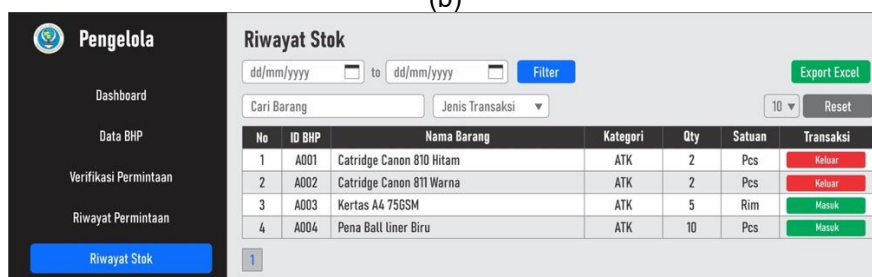 (b)
Pengelola
Dashboard
Data BHP
Verifikasi Permintaan
Riwayat Permintaan
Riwayat Stok
Riwayat Stok
dd/mm/yyyy to dd/mm/yyyy Filter Export Excel
Cari Barang Jenis Transaksi 10 Reset
No ID BHP Nama Barang Kategori Qty Satuan Transaksi
1 A001 Catridge Canon 810 Hitam ATK 2 Pcs Keluar
2 A002 Catridge Canon 811 Warna ATK 2 Pcs Keluar
3 A003 Kertas A4 75GSM ATK 5 Rim Masuk
4 A004 Pena Ball liner Biru ATK 10 Pcs Masuk
1